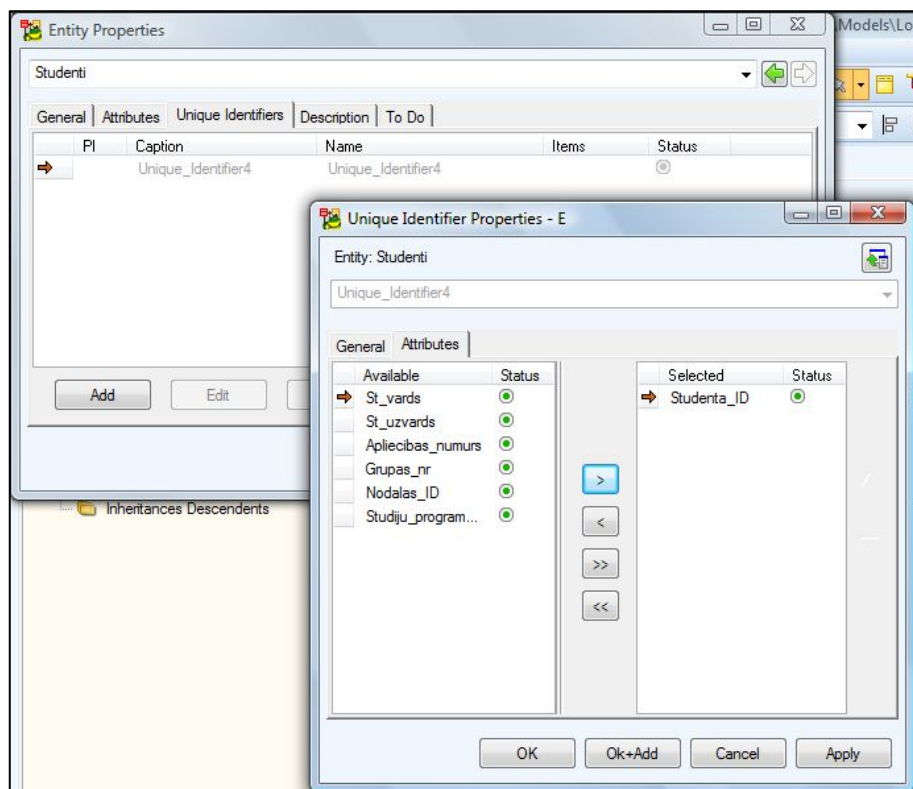 Entity Properties
\Models\Lo
Studenti
General Attributes Unique Identifiers Description To Do
PI Caption Name Items Status
Unique_Identifier4 Unique_Identifier4
Unique Identifier Properties - E
Entity: Studenti
Unique_Identifier4
General Attributes
Available Status Selected Status
St_vards Studenta_ID
St_uzvards
Apliecibas_numurs
Grupas_nr
Nodalas_ID
Studiju_program...
>
<
>>
<<
Add Edit
Inheritances Descendents
OK Ok+Add Cancel Apply